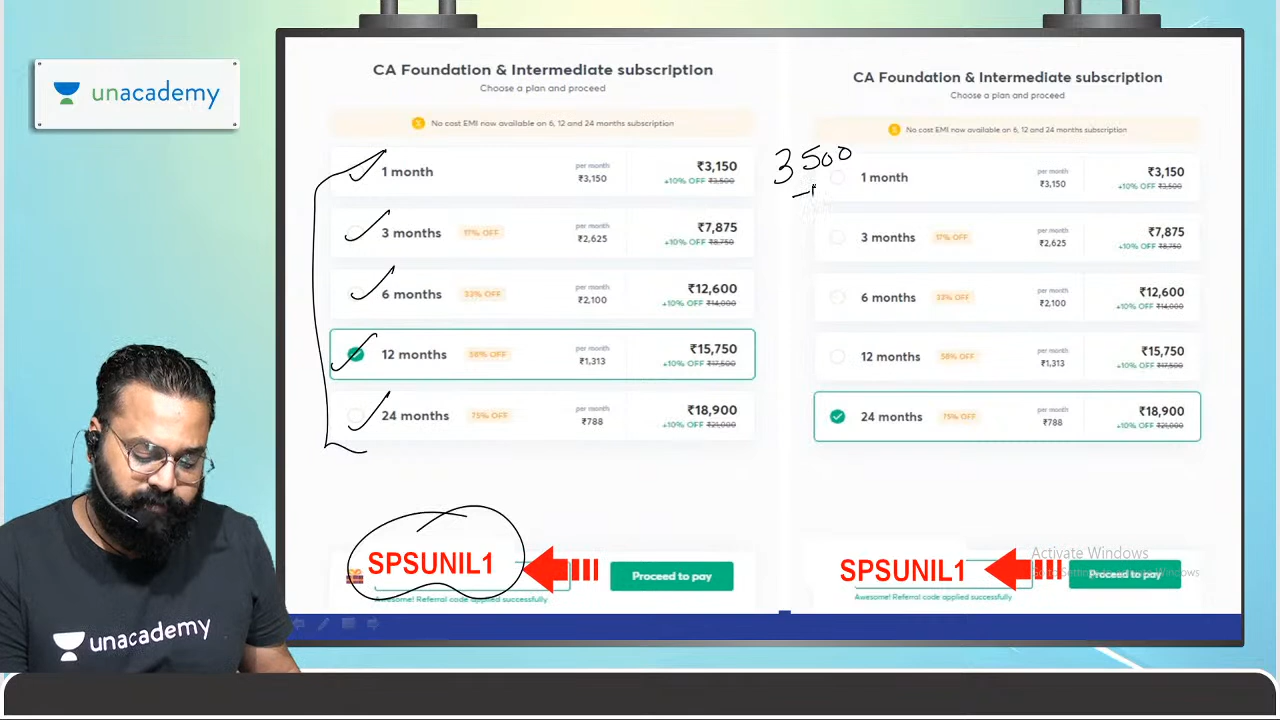 unacademy
CA Foundation & Intermediate subscription
Choose a plan and proceed
No cost EMI now available on 6, 12 and 24 months subscription
1 month per month ₹3,150 ₹3,150 +10% OFF ₹3,500
3 months 17% OFF per month ₹2,625 ₹7,875 +10% OFF ₹8,750
6 months 33% OFF per month ₹2,100 ₹12,600 +10% OFF ₹14,000
12 months 58% OFF per month ₹1,313 ₹15,750 +10% OFF ₹17,500
24 months 75% OFF per month ₹788 ₹18,900 +10% OFF ₹21,000
SPSUNIL1
Proceed to pay
Awesome! Referral code applied successfully
3500
CA Foundation & Intermediate subscription
Choose a plan and proceed
No cost EMI now available on 6, 12 and 24 months subscription
1 month per month ₹3,150 ₹3,150 +10% OFF ₹3,500
3 months 17% OFF per month ₹2,625 ₹7,875 +10% OFF ₹8,750
6 months 33% OFF per month ₹2,100 ₹12,600 +10% OFF ₹14,000
12 months 58% OFF per month ₹1,313 ₹15,750 +10% OFF ₹17,500
24 months 75% OFF per month ₹788 ₹18,900 +10% OFF ₹21,000
SPSUNIL1
Activate Windows
Proceed to pay
Awesome! Referral code applied successfully
unacademy